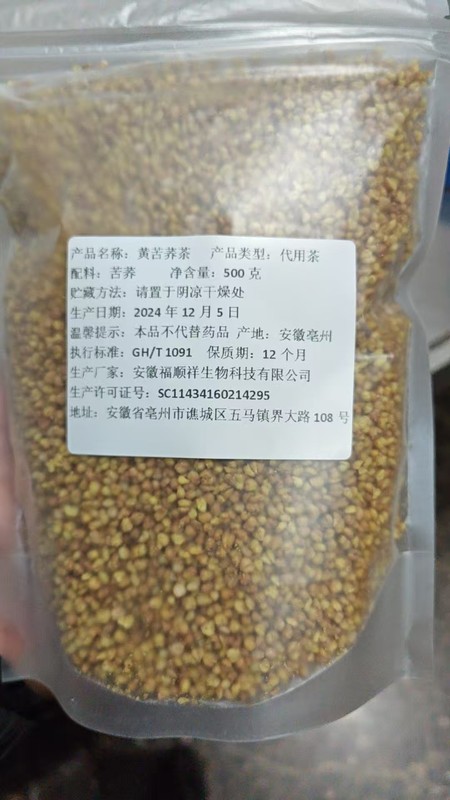 产品名称：黄苦荞茶 产品类型：代用茶
配料：苦荞 净含量：500 克
贮藏方法：请置于阴凉干燥处
生产日期：2024 年 12 月 5 日
温馨提示：本品不代替药品 产地：安徽亳州
执行标准：GH/T 1091 保质期：12 个月
生产厂家：安徽福顺祥生物科技有限公司
生产许可证号：SC11434160214295
地址：安徽省亳州市谯城区五马镇界大路 108 号